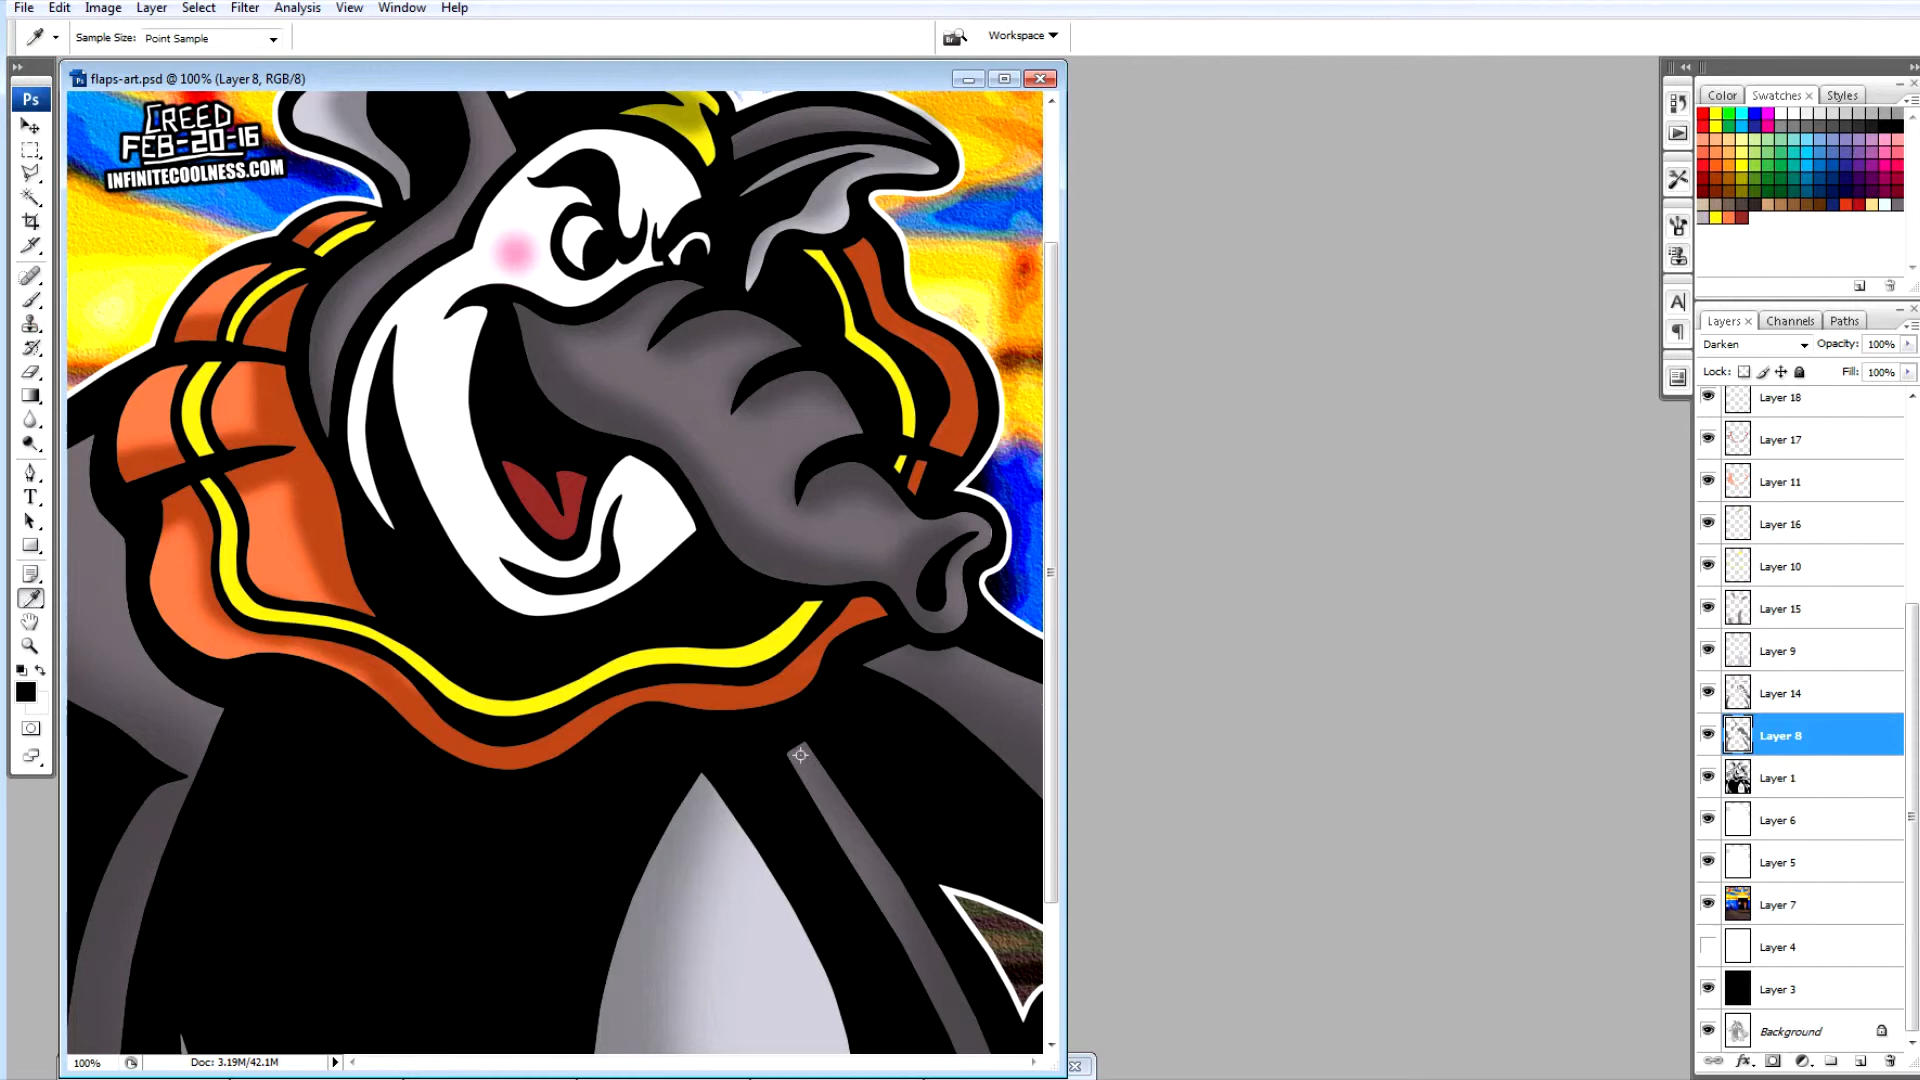 File Edit Image Layer Select Filter Analysis View Window Help
Sample Size: Point Sample
Br Workspace
flaps-art.psd @ 100% (Layer 8, RGB/8)
Ps
CREED
FEB-20-16
INFINITECOOLNESS.COM
Color Swatches Styles
Layers Channels Paths
Darken Opacity: 100%
Lock: Fill: 100%
Layer 18
Layer 17
Layer 11
Layer 16
Layer 10
Layer 15
Layer 9
Layer 14
Layer 8
Layer 1
Layer 6
Layer 5
Layer 7
Layer 4
Layer 3
Background
100% Doc: 3.19M/42.1M